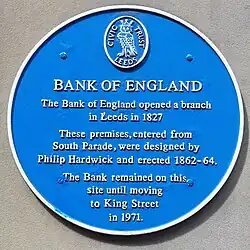 CIVIC TRUST
LEEDS
BANK OF ENGLAND
The Bank of England opened a branch
in Leeds in 1827
These premises, entered from
South Parade, were designed by
Philip Hardwick and erected 1862-64.
The Bank remained on this
site until moving
to King Street
in 1971.